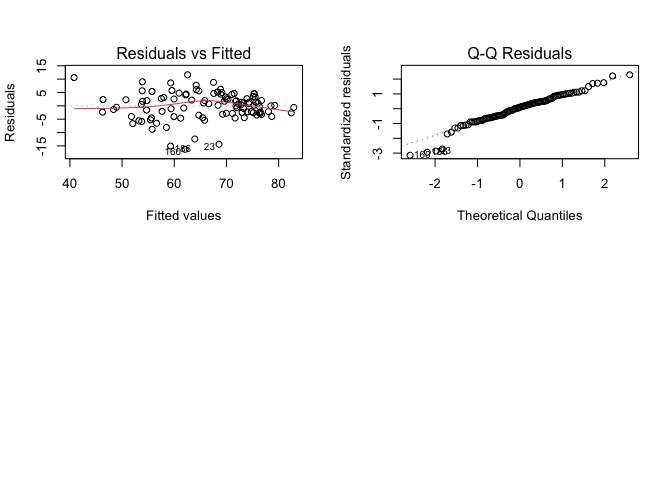 Residuals vs Fitted
Residuals
15
5
-5
-15
40 50 60 70 80
Fitted values
23
Q-Q Residuals
Standardized residuals
1
-1
-3
-2 -1 0 1 2
Theoretical Quantiles